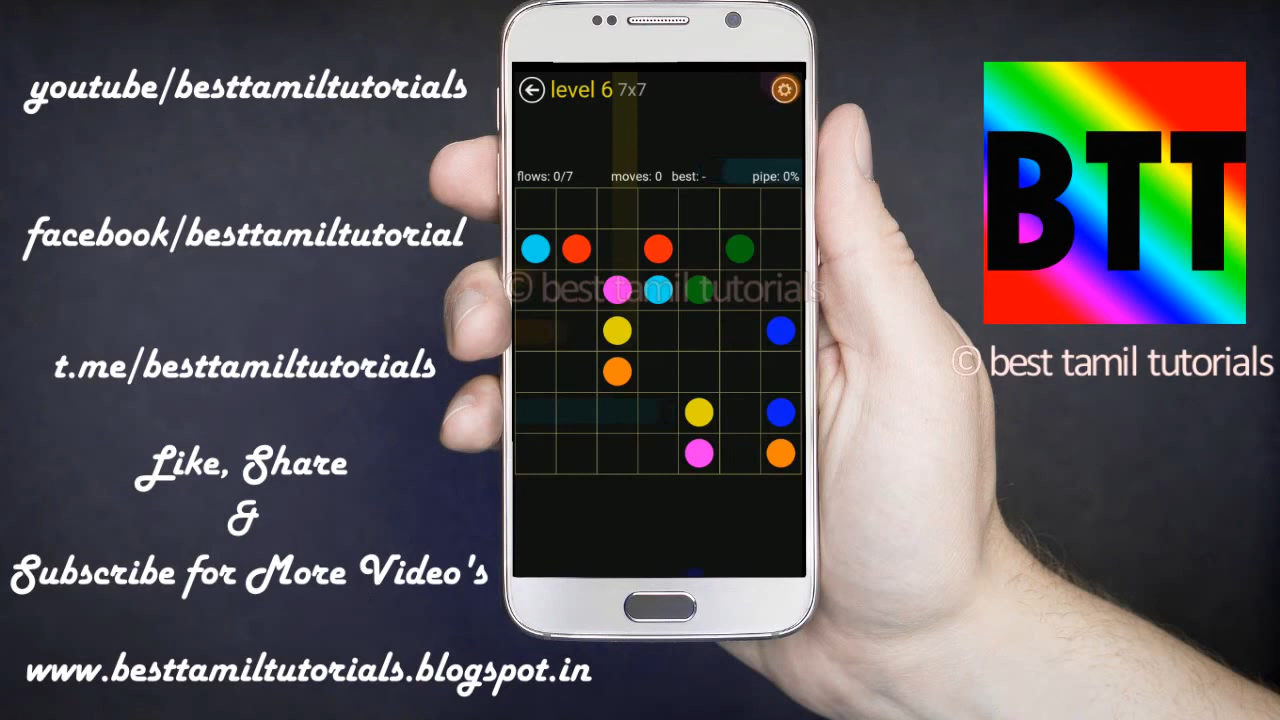 youtube/besttamiltutorials
facebook/besttamiltutorial
t.me/besttamiltutorials
Like, Share
&
Subscribe for More Video's
www.besttamiltutorials.blogspot.in
level 6 7x7
flows: 0/7 moves: 0 best: - pipe: 0%
© best tamil tutorials
BTT
© best tamil tutorials